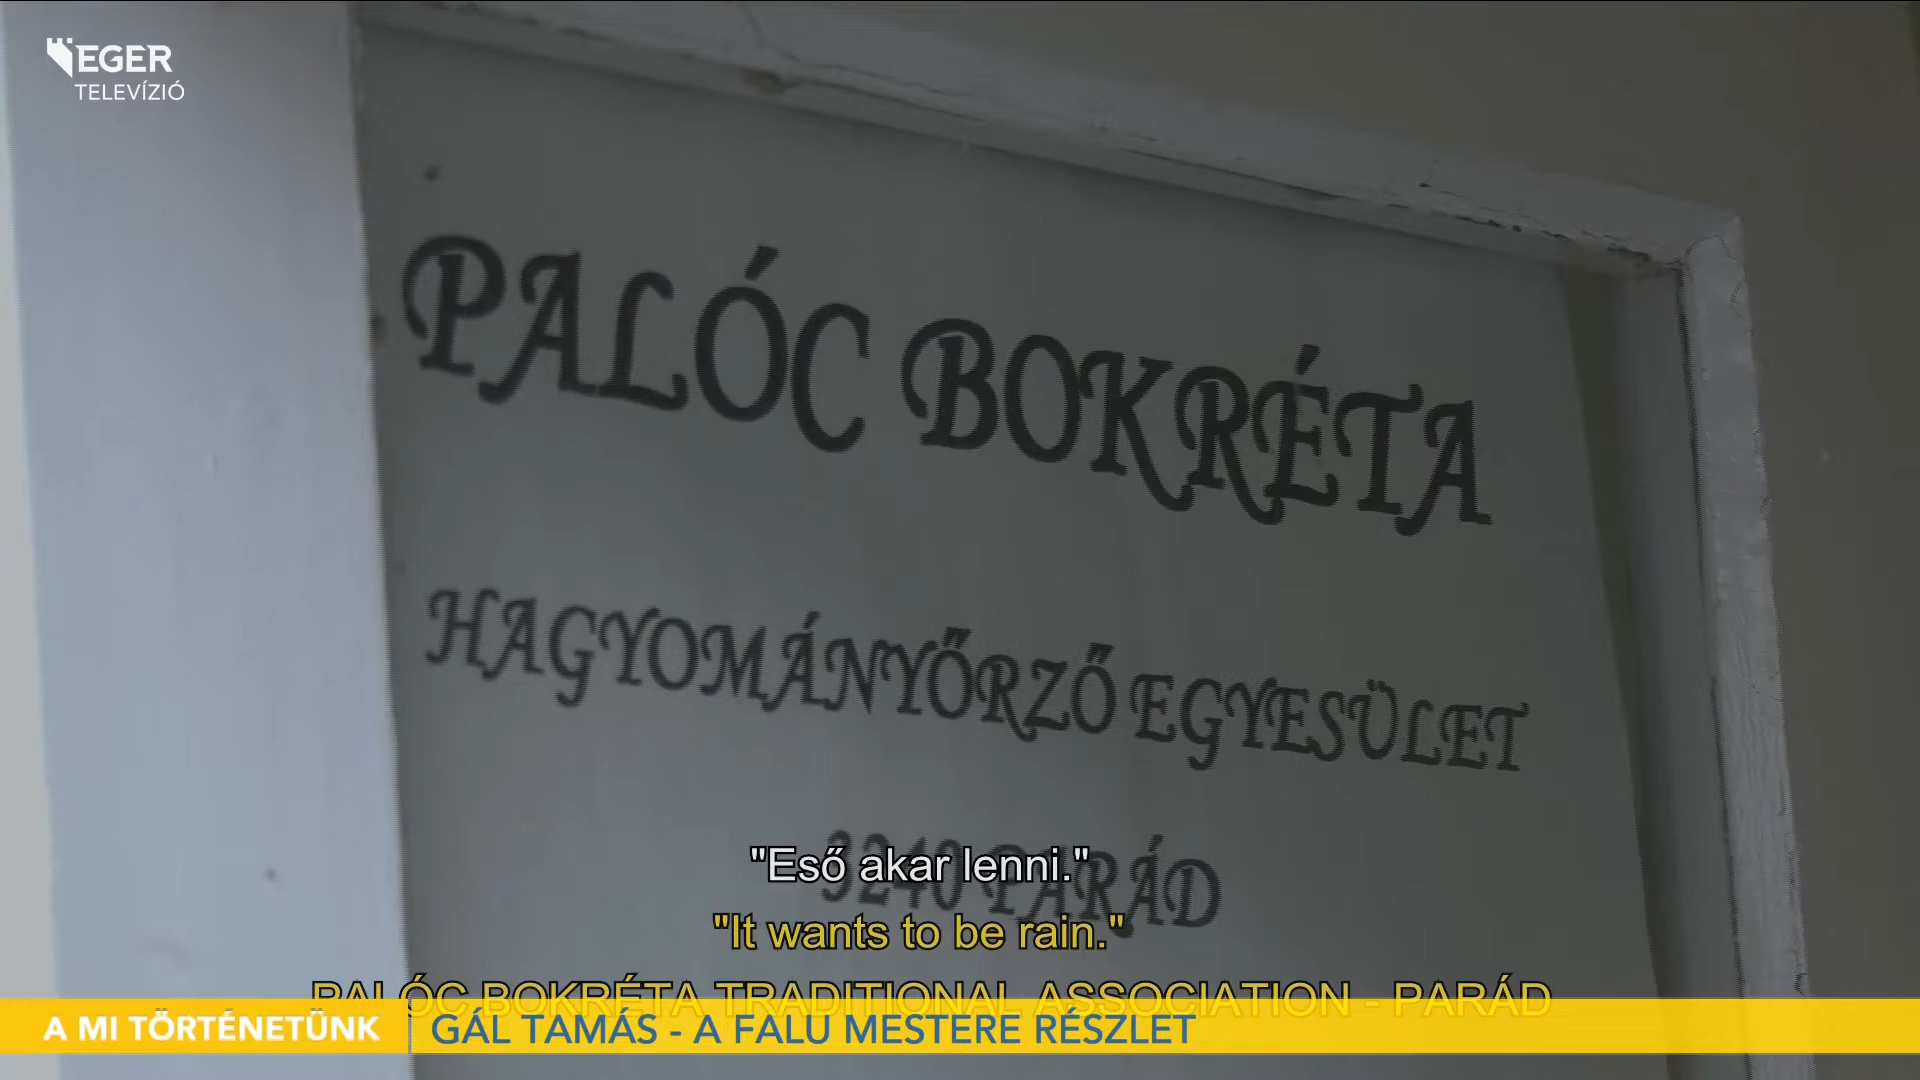 EGER
TELEVÍZIÓ
PALÓC BOKRÉTA
HAGYOMÁNYŐRZŐ EGYESÜLET
3240 PARÁD
"Eső akar lenni."
"It wants to be rain."
PALÓC BOKRÉTA TRADITIONAL ASSOCIATION - PARÁD
A MI TÖRTÉNETÜNK
GÁL TAMÁS - A FALU MESTERE RÉSZLET